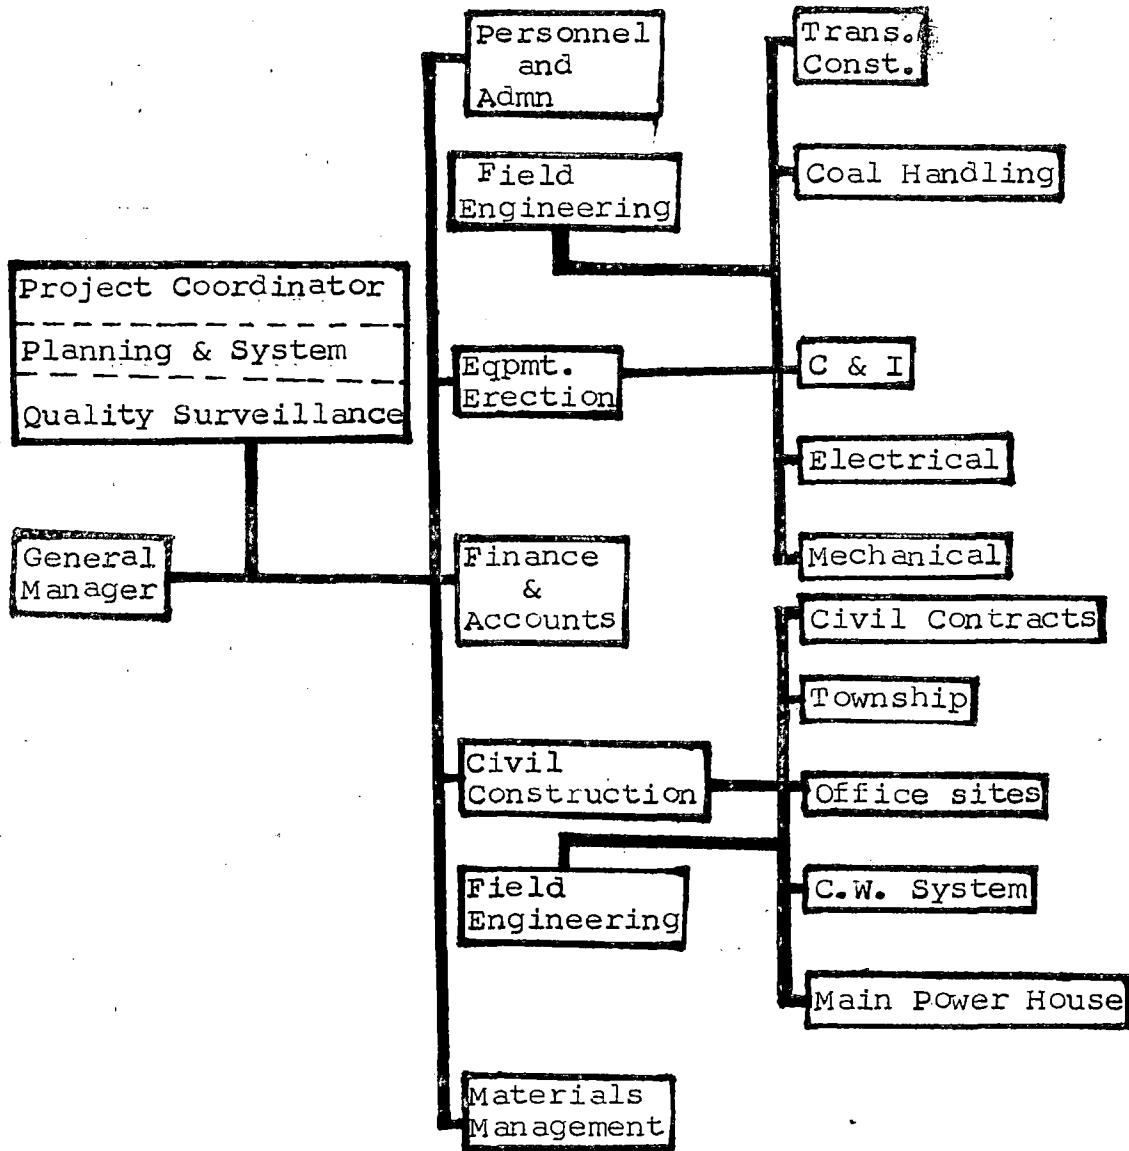 Personnel
and
Admn
Field
Engineering
Project Coordinator
Planning & System
Quality Surveillance
General
Manager
Eqpmt.
Erection
Finance
&
Accounts
Civil
Construction
Field
Engineering
Materials
Management
Trans.
Const.
Coal Handling
C & I
Electrical
Mechanical
Civil Contracts
Township
Office sites
C.W. System
Main Power House